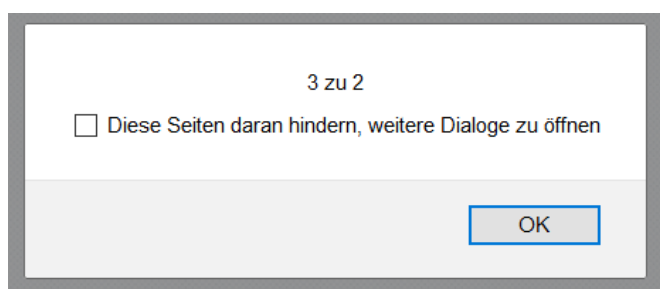 3 zu 2
Diese Seiten daran hindern, weitere Dialoge zu öffnen
OK